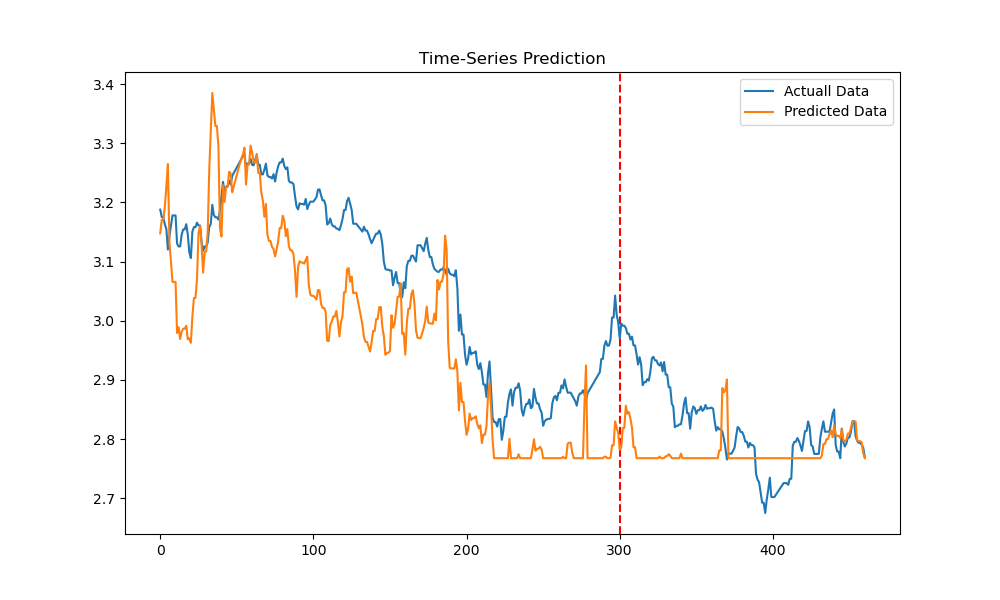 Time-Series Prediction
Actuall Data
Predicted Data
3.4
3.3
3.2
3.1
3.0
2.9
2.8
2.7
0 100 200 300 400